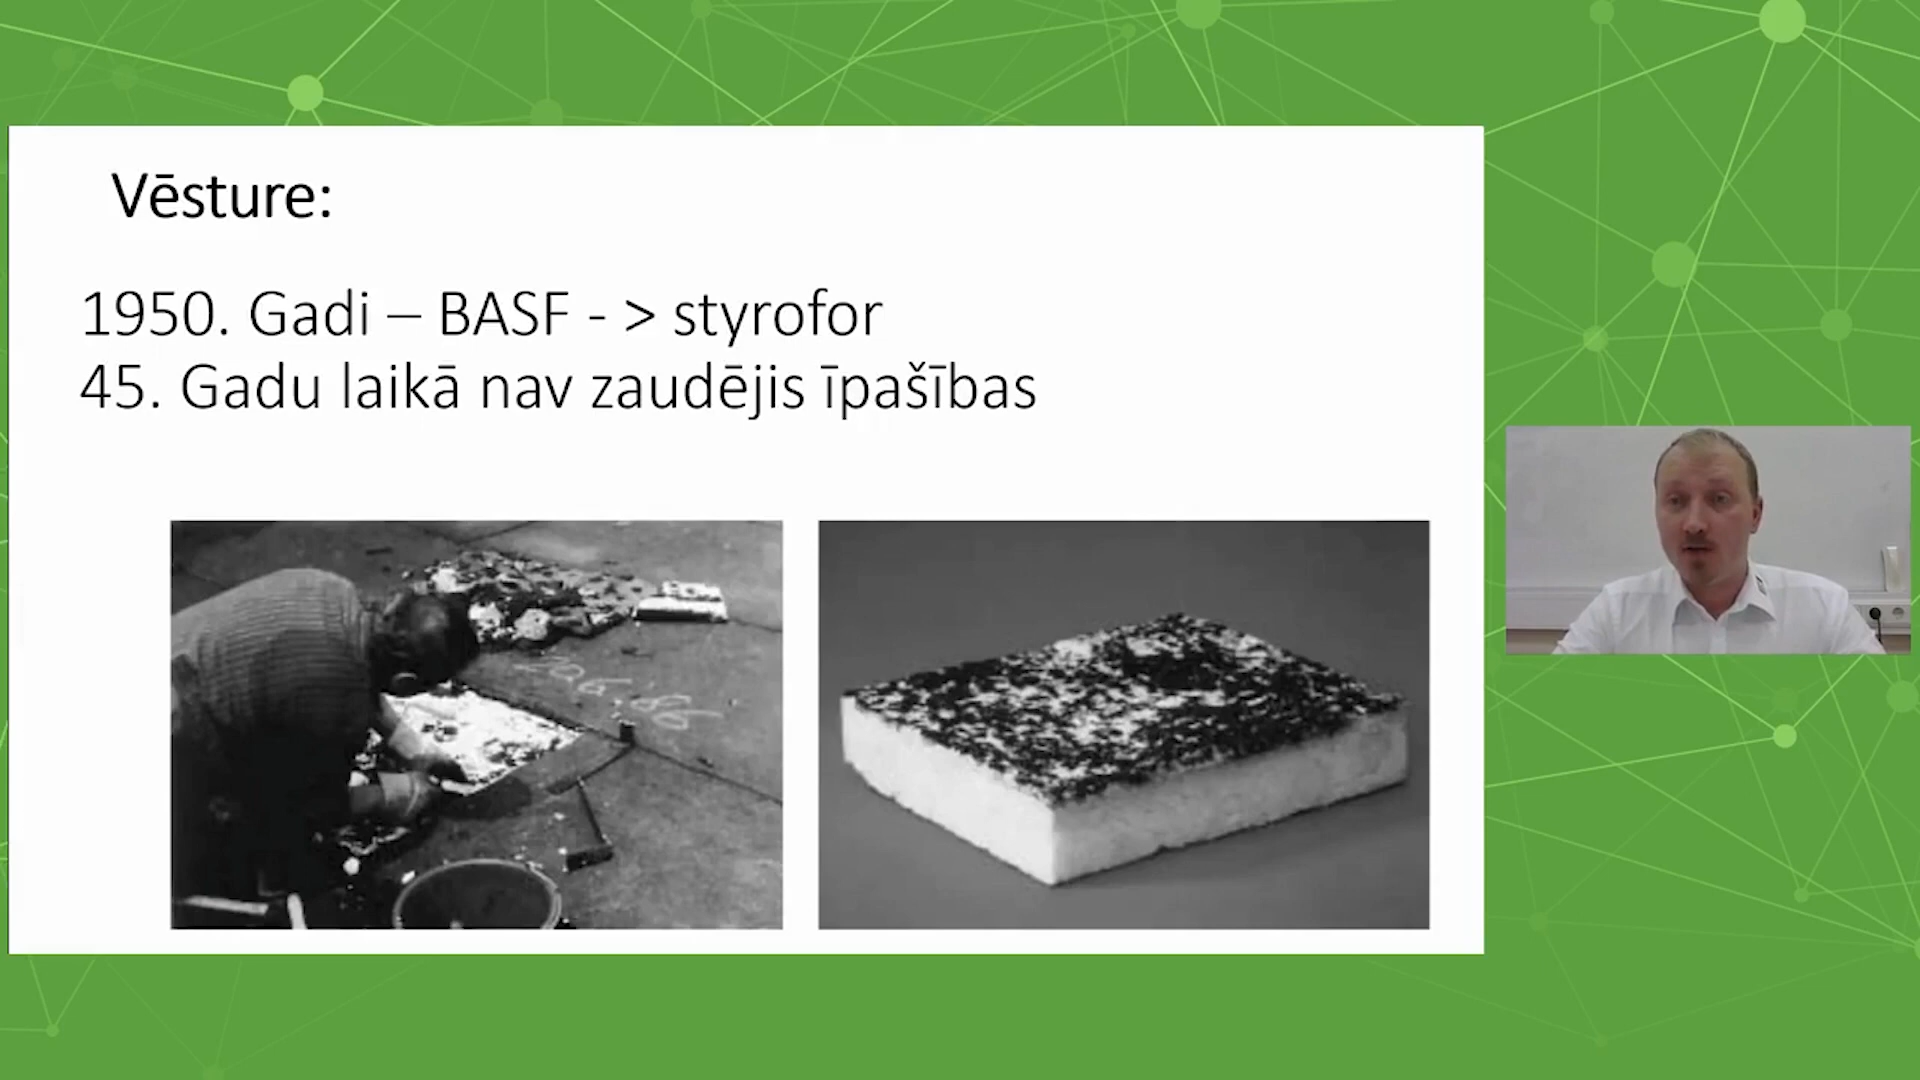 Vēsture:
1950. Gadi – BASF - > styrofor
45. Gadu laikā nav zaudējis īpašības